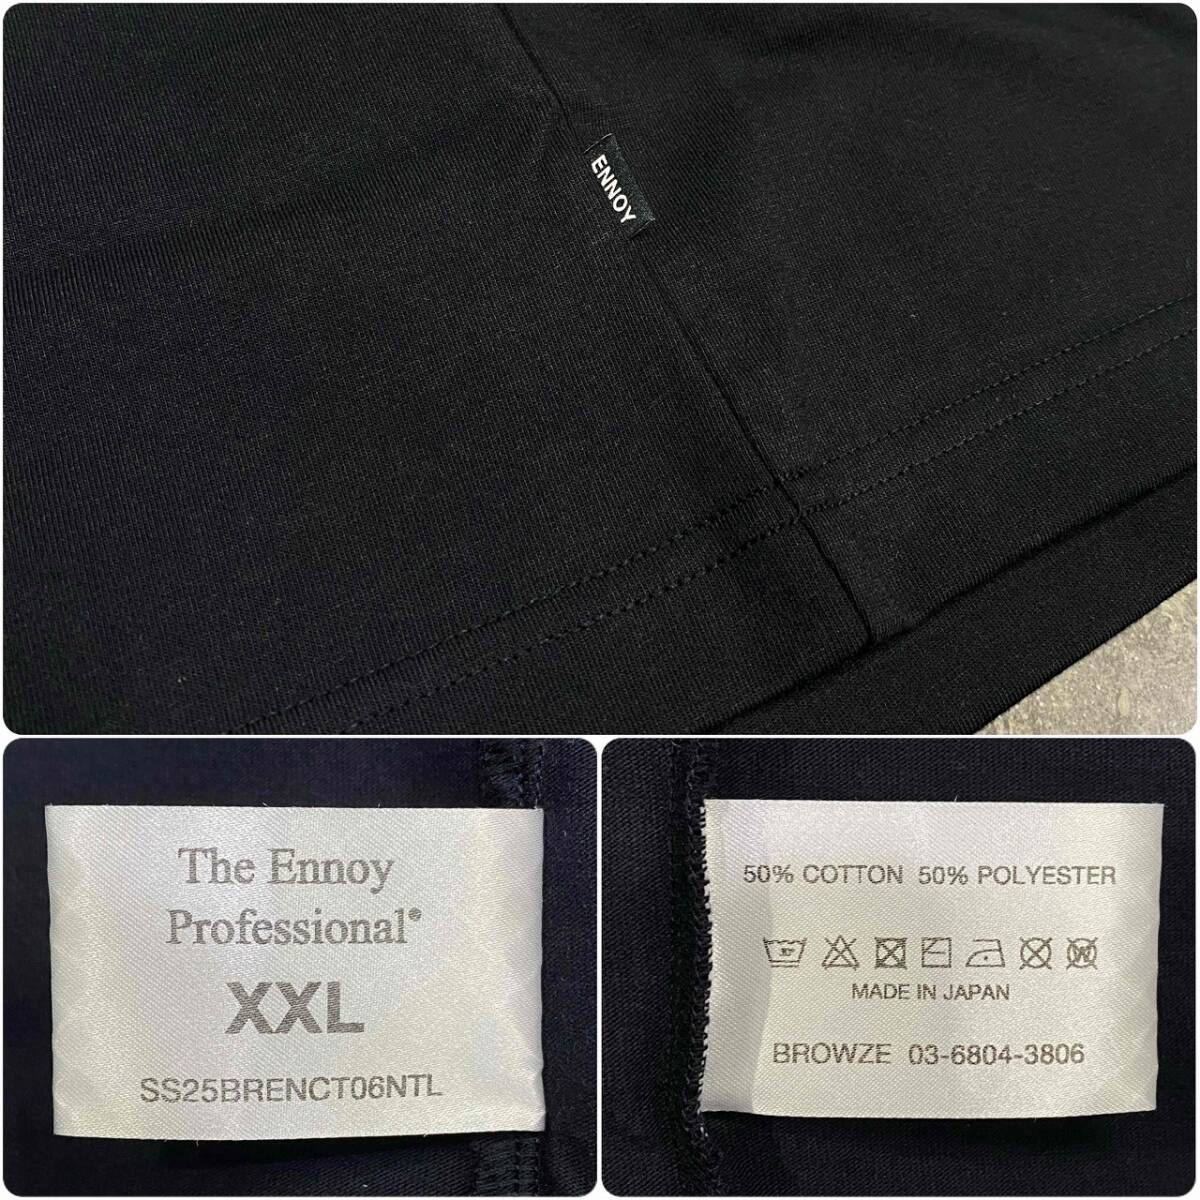 ENNOY
The Ennoy
Professional®
XXL
SS25BRENCT06NTL
50% COTTON 50% POLYESTER
MADE IN JAPAN
BROWZE 03-6804-3806